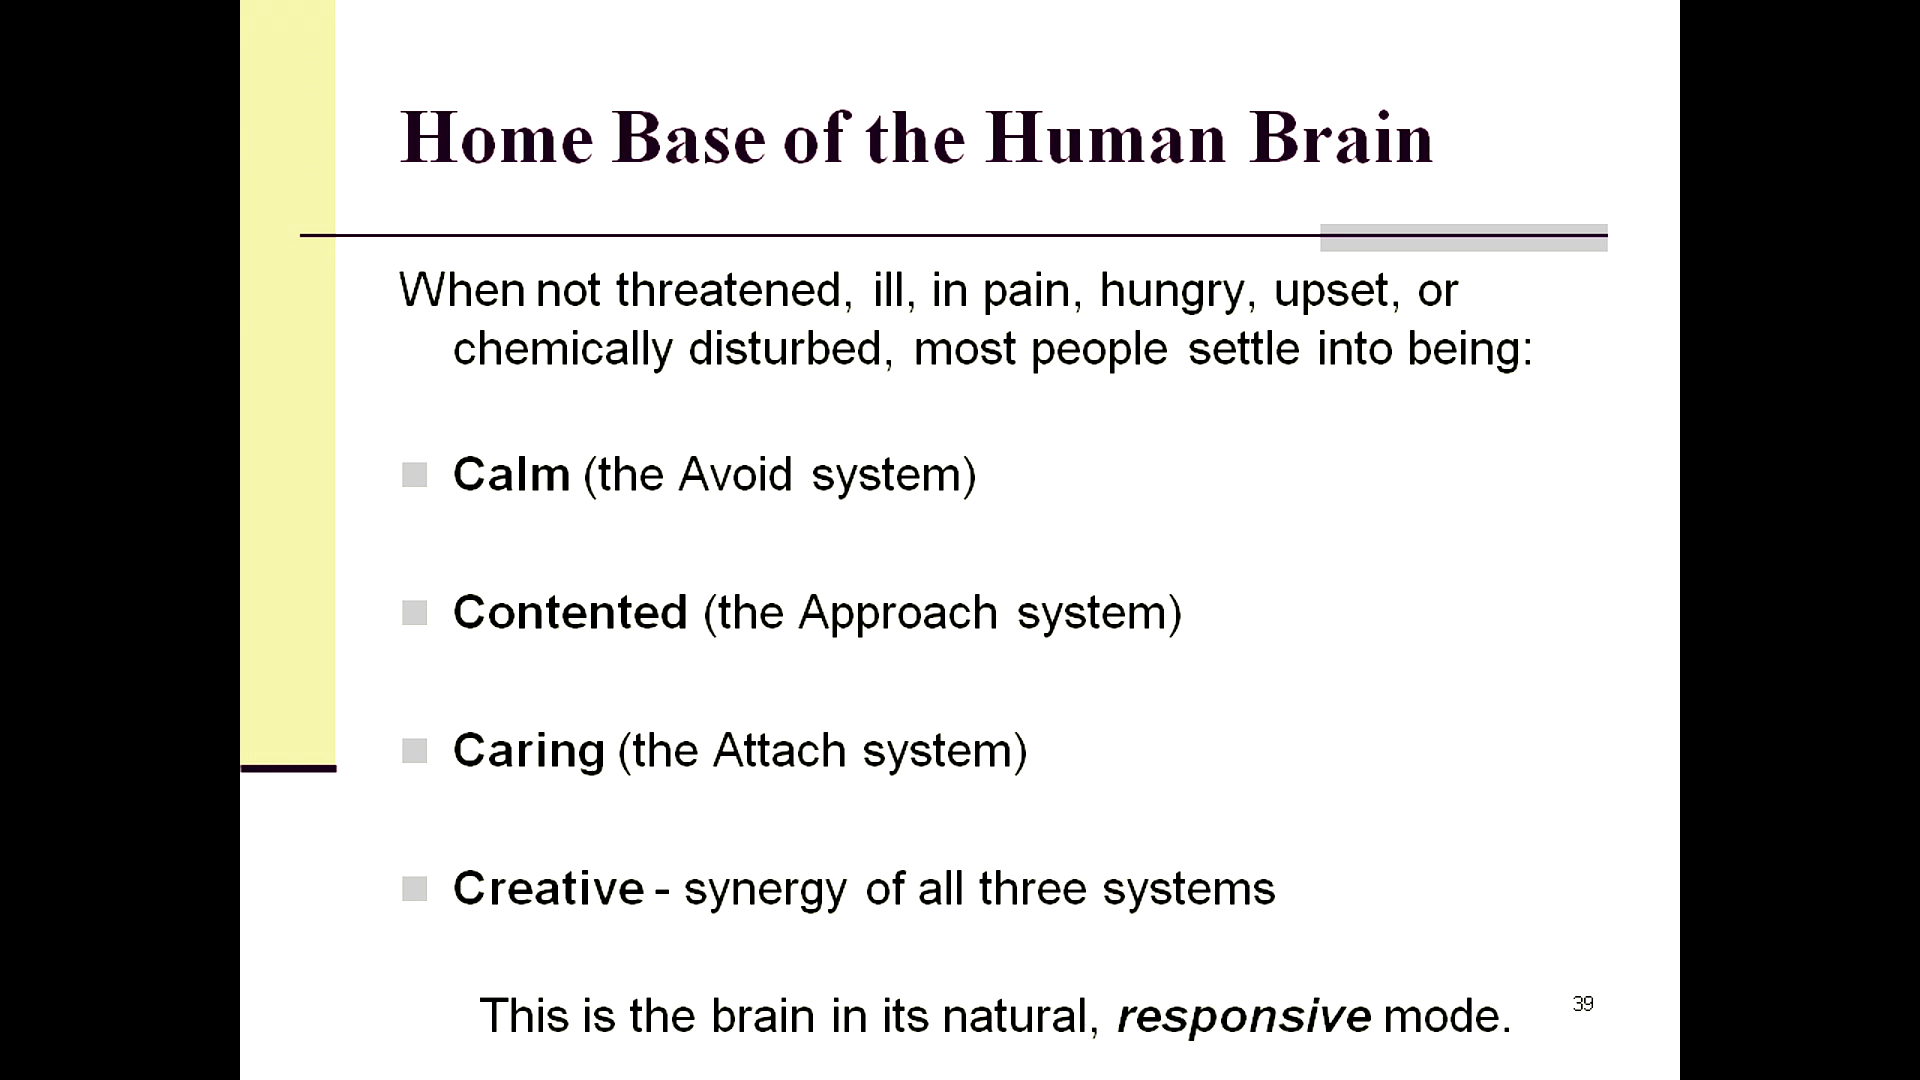 Home Base of the Human Brain
When not threatened, ill, in pain, hungry, upset, or
chemically disturbed, most people settle into being:
Calm (the Avoid system)
Contented (the Approach system)
Caring (the Attach system)
Creative - synergy of all three systems
This is the brain in its natural, responsive mode.
39